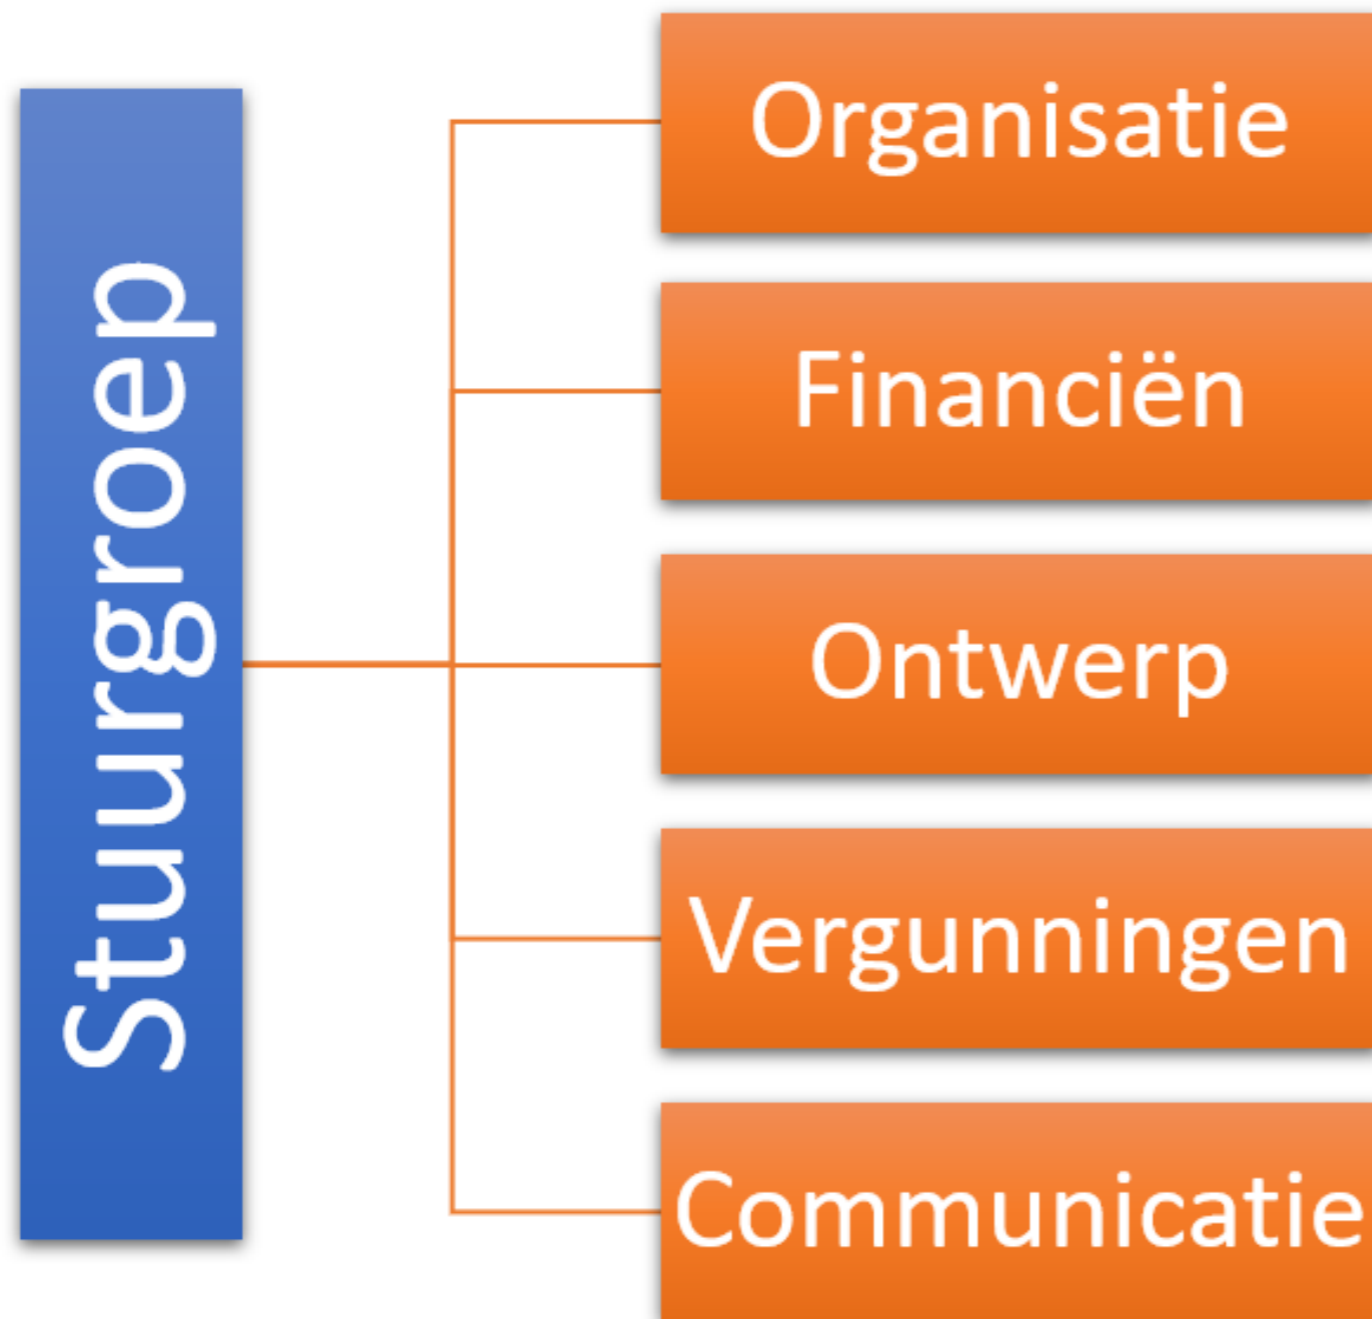 Stuurgroep
Organisatie
Financiën
Ontwerp
Vergunningen
Communicatie